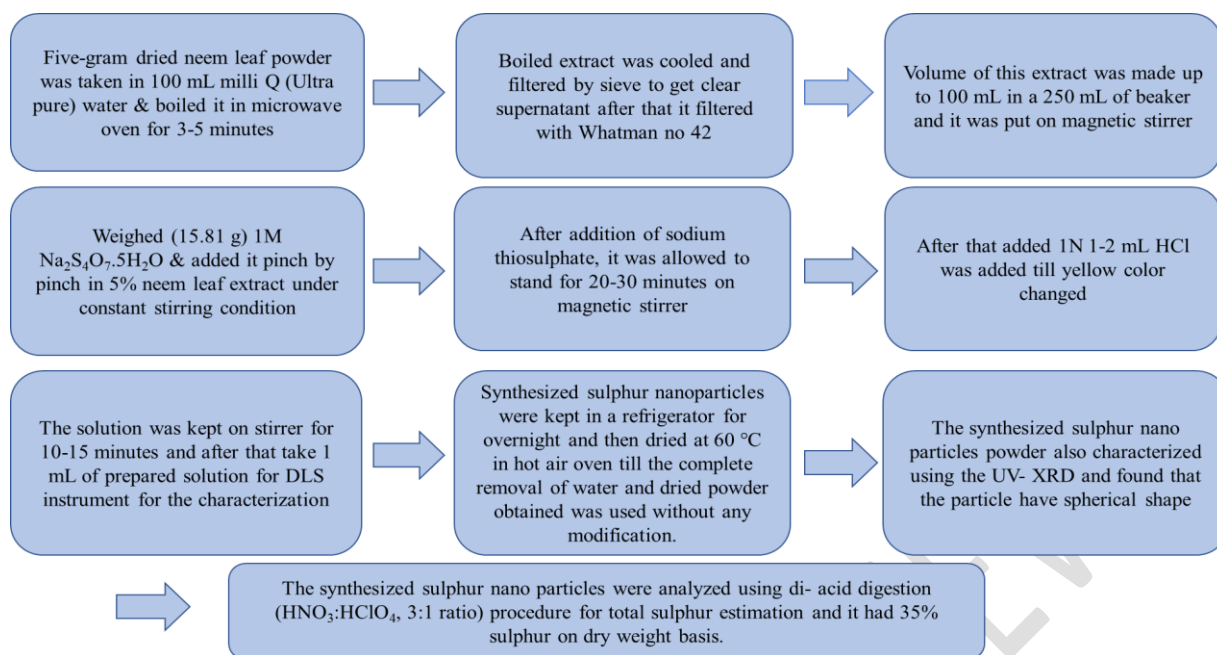 Five-gram dried neem leaf powder
was taken in 100 mL milli Q (Ultra
pure) water & boiled it in microwave
oven for 3-5 minutes
Boiled extract was cooled and
filtered by sieve to get clear
supernatant after that it filtered
with Whatman no 42
Volume of this extract was made up
to 100 mL in a 250 mL of beaker
and it was put on magnetic stirrer
Weighed (15.81 g) 1M
Na₂S₄O₇.5H₂O & added it pinch by
pinch in 5% neem leaf extract under
constant stirring condition
After addition of sodium
thiosulphate, it was allowed to
stand for 20-30 minutes on
magnetic stirrer
After that added 1N 1-2 mL HCl
was added till yellow color
changed
The solution was kept on stirrer for
10-15 minutes and after that take 1
mL of prepared solution for DLS
instrument for the characterization
Synthesized sulphur nanoparticles
were kept in a refrigerator for
overnight and then dried at 60 ℃
in hot air oven till the complete
removal of water and dried powder
obtained was used without any
modification.
The synthesized sulphur nano
particles powder also characterized
using the UV- XRD and found that
the particle have spherical shape
The synthesized sulphur nano particles were analyzed using di- acid digestion
(HNO₃:HClO₄, 3:1 ratio) procedure for total sulphur estimation and it had 35%
sulphur on dry weight basis.